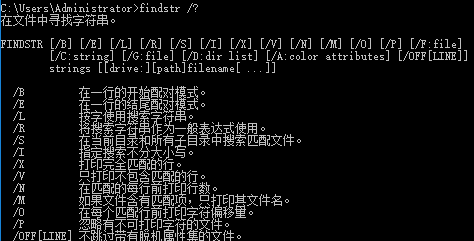 C:\Users\Administrator>findstr /?
在文件中寻找字符串。
FINDSTR [/B] [/E] [/L] [/R] [/S] [/I] [/X] [/V] [/N] [/M] [/O] [/P] [/F:file]
[/C:string] [/G:file] [/D:dir list] [/A:color attributes] [/OFF[LINE]]
strings [[drive:][path]filename[ ...]]
/B 在一行的开始配对模式。
/E 在一行的结尾配对模式。
/L 按字使用搜索字符串。
/R 将搜索字符串作为一般表达式使用。
/S 在当前目录和所有子目录中搜索匹配文件。
/I 指定搜索不分大小写。
/X 打印完全匹配的行。
/V 只打印不包含匹配的行。
/N 在匹配的每行前打印行数。
/M 如果文件含有匹配项，只打印其文件名。
/O 在每个匹配行前打印字符偏移量。
/P 忽略有不可打印字符的文件。
/OFF[LINE] 不跳过带有脱机属性集的文件。